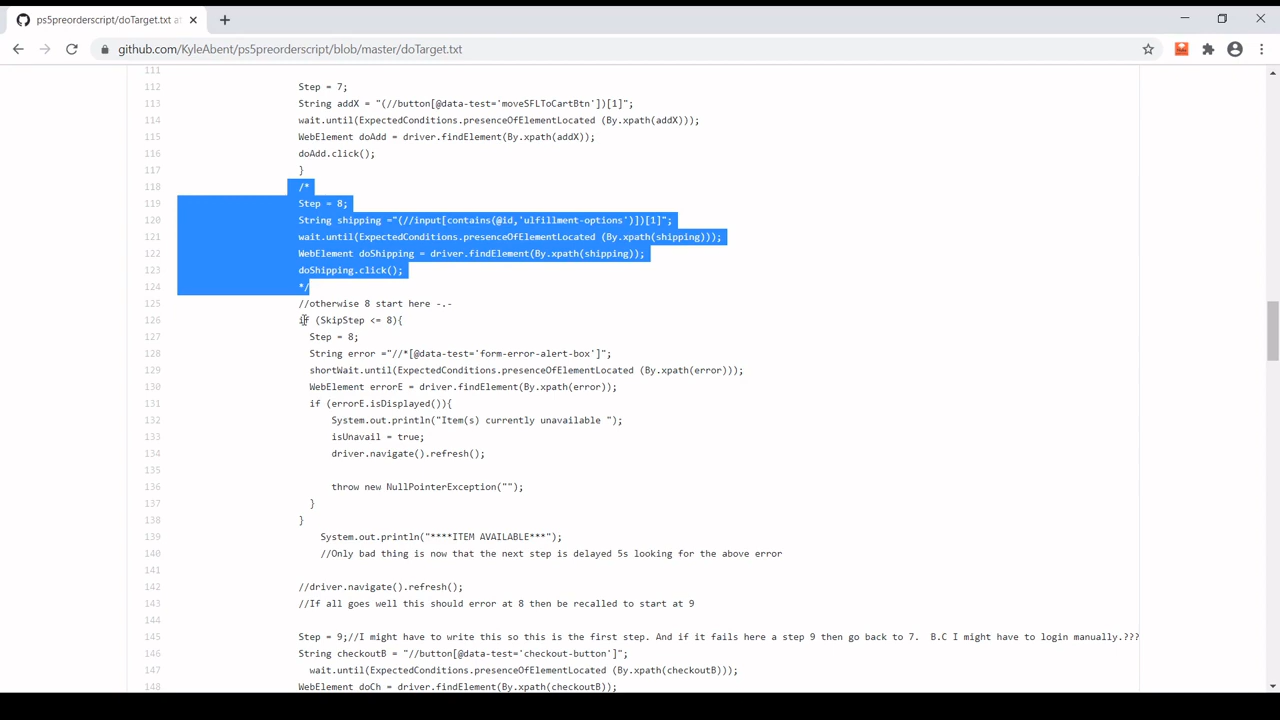 ps5preorderscript/doTarget.txt at
github.com/KyleAbent/ps5preorderscript/blob/master/doTarget.txt
111
112 Step = 7;
113 String addX = "(//button[@data-test='moveSFLToCartBtn'])[1]";
114 wait.until(ExpectedConditions.presenceOfElementLocated (By.xpath(addX)));
115 WebElement doAdd = driver.findElement(By.xpath(addX));
116 doAdd.click();
117 }
118 /*
119 Step = 8;
120 String shipping ="(//input[contains(@id,'ulfillment-options')])[1]";
121 wait.until(ExpectedConditions.presenceOfElementLocated (By.xpath(shipping)));
122 WebElement doShipping = driver.findElement(By.xpath(shipping));
123 doShipping.click();
124 */
125 //otherwise 8 start here -.-
126 if (SkipStep <= 8){
127 Step = 8;
128 String error ="//*[@data-test='form-error-alert-box']";
129 shortWait.until(ExpectedConditions.presenceOfElementLocated (By.xpath(error)));
130 WebElement errorE = driver.findElement(By.xpath(error));
131 if (errorE.isDisplayed()){
132 System.out.println("Item(s) currently unavailable ");
133 isUnavail = true;
134 driver.navigate().refresh();
135
136 throw new NullPointerException("");
137 }
138 }
139 System.out.println("****ITEM AVAILABLE***");
140 //Only bad thing is now that the next step is delayed 5s looking for the above error
141
142 //driver.navigate().refresh();
143 //If all goes well this should error at 8 then be recalled to start at 9
144
145 Step = 9;//I might have to write this so this is the first step. And if it fails here a step 9 then go back to 7.  B.C I might have to login manually.???
146 String checkoutB = "//button[@data-test='checkout-button']";
147 wait.until(ExpectedConditions.presenceOfElementLocated (By.xpath(checkoutB)));
148 WebElement doCh = driver.findElement(By.xpath(checkoutB));